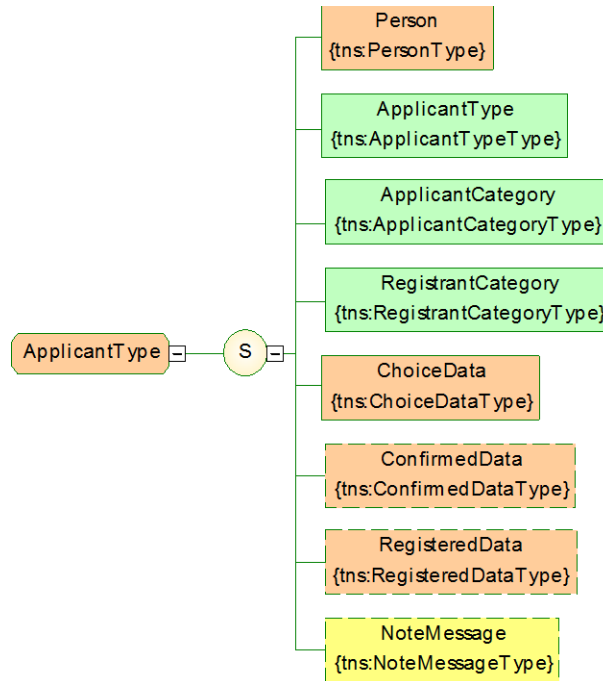 Person
{tns:PersonType}
ApplicantType
{tns:ApplicantTypeType}
ApplicantCategory
{tns:ApplicantCategoryType}
RegistrantCategory
{tns:RegistrantCategoryType}
ApplicantType
S
ChoiceData
{tns:ChoiceDataType}
ConfirmedData
{tns:ConfirmedDataType}
RegisteredData
{tns:RegisteredDataType}
NoteMessage
{tns:NoteMessageType}